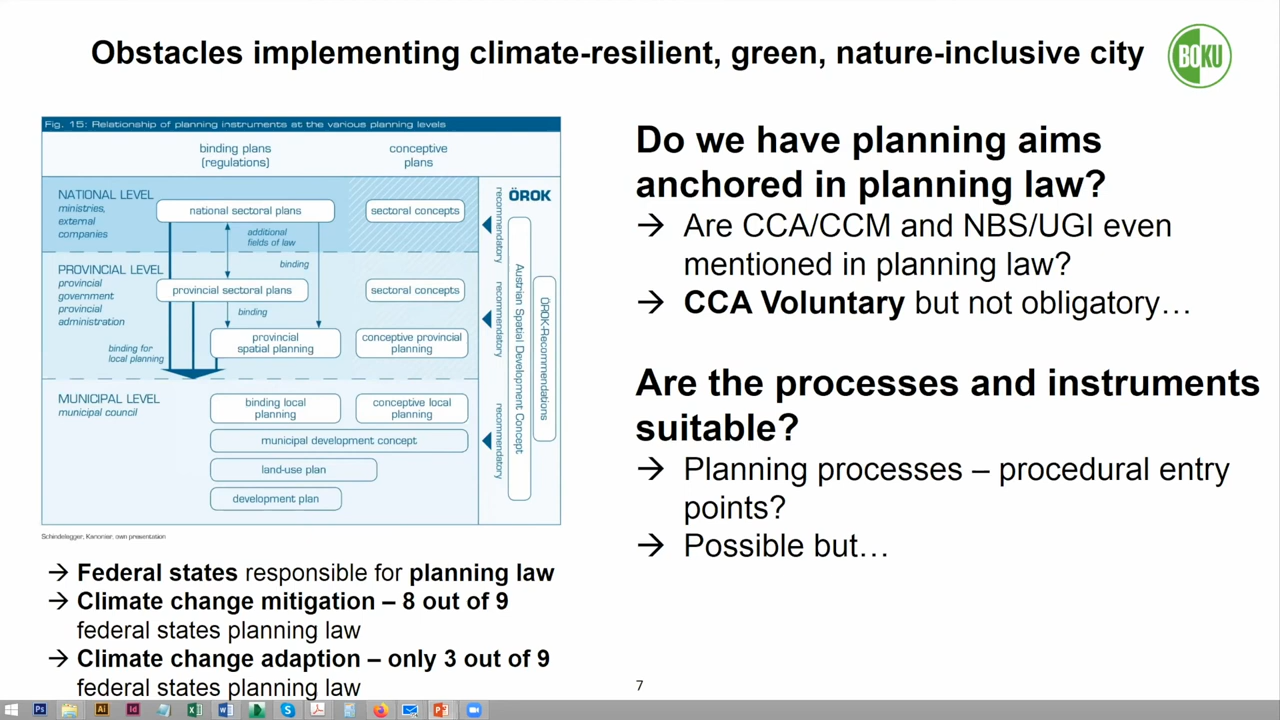 Obstacles implementing climate-resilient, green, nature-inclusive city
BOKU
Fig. 15: Relationship of planning instruments at the various planning levels
binding plans
(regulations)
conceptive
plans
NATIONAL LEVEL
ministries,
external
companies
national sectoral plans
sectoral concepts
additional
fields of law
binding
PROVINCIAL LEVEL
provincial
government
provincial
administration
provincial sectoral plans
sectoral concepts
binding
provincial
spatial planning
conceptive provincial
planning
binding for
local planning
MUNICIPAL LEVEL
municipal council
binding local
planning
conceptive local
planning
municipal development concept
land-use plan
development plan
ÖROK
recommendatory
recommendatory
recommendatory
Austrian Spatial Development Concept
ÖROK-Recommendations
Schindelegger, Kanonier; own presentation
→ Federal states responsible for planning law
→ Climate change mitigation – 8 out of 9
federal states planning law
→ Climate change adaption – only 3 out of 9
federal states planning law
Do we have planning aims
anchored in planning law?
→ Are CCA/CCM and NBS/UGI even
mentioned in planning law?
→ CCA Voluntary but not obligatory…
Are the processes and instruments
suitable?
→ Planning processes – procedural entry
points?
→ Possible but…
7
Ps
Ai
Id